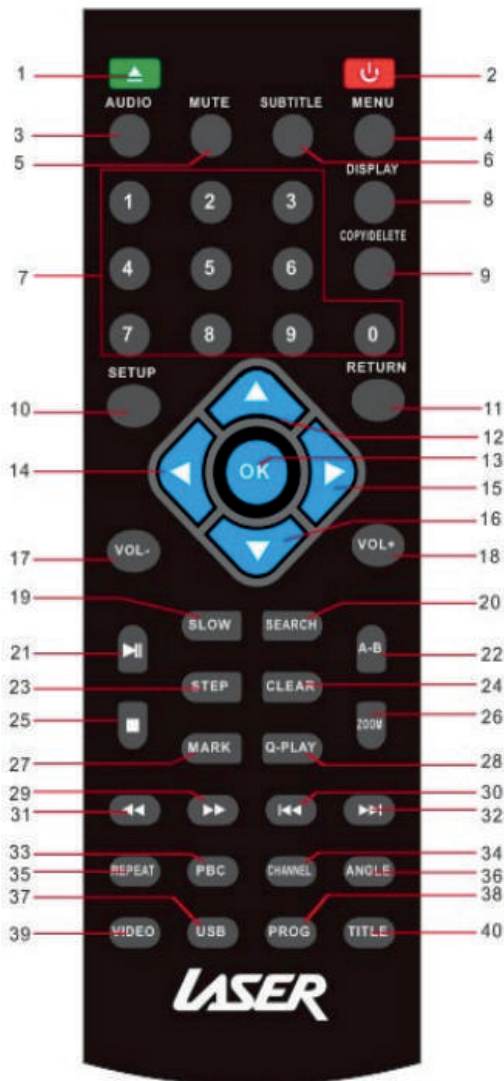 1 2
AUDIO MUTE SUBTITLE MENU
3 4
5 6
DISPLAY
1 2 3 8
COPY/DELETE
7 4 5 6 9
7 8 9 0
SETUP RETURN
10 11
12
13
14 OK 15
16
17 VOL- VOL+ 18
19 20
SLOW SEARCH
21 A-B 22
23 STEP CLEAR 24
25 ZOOM 26
27 MARK Q-PLAY 28
29 30
31 32
33 34
35 REPEAT PBC CHANNEL ANGLE 36
37 38
39 VIDEO USB PROG TITLE 40
LASER